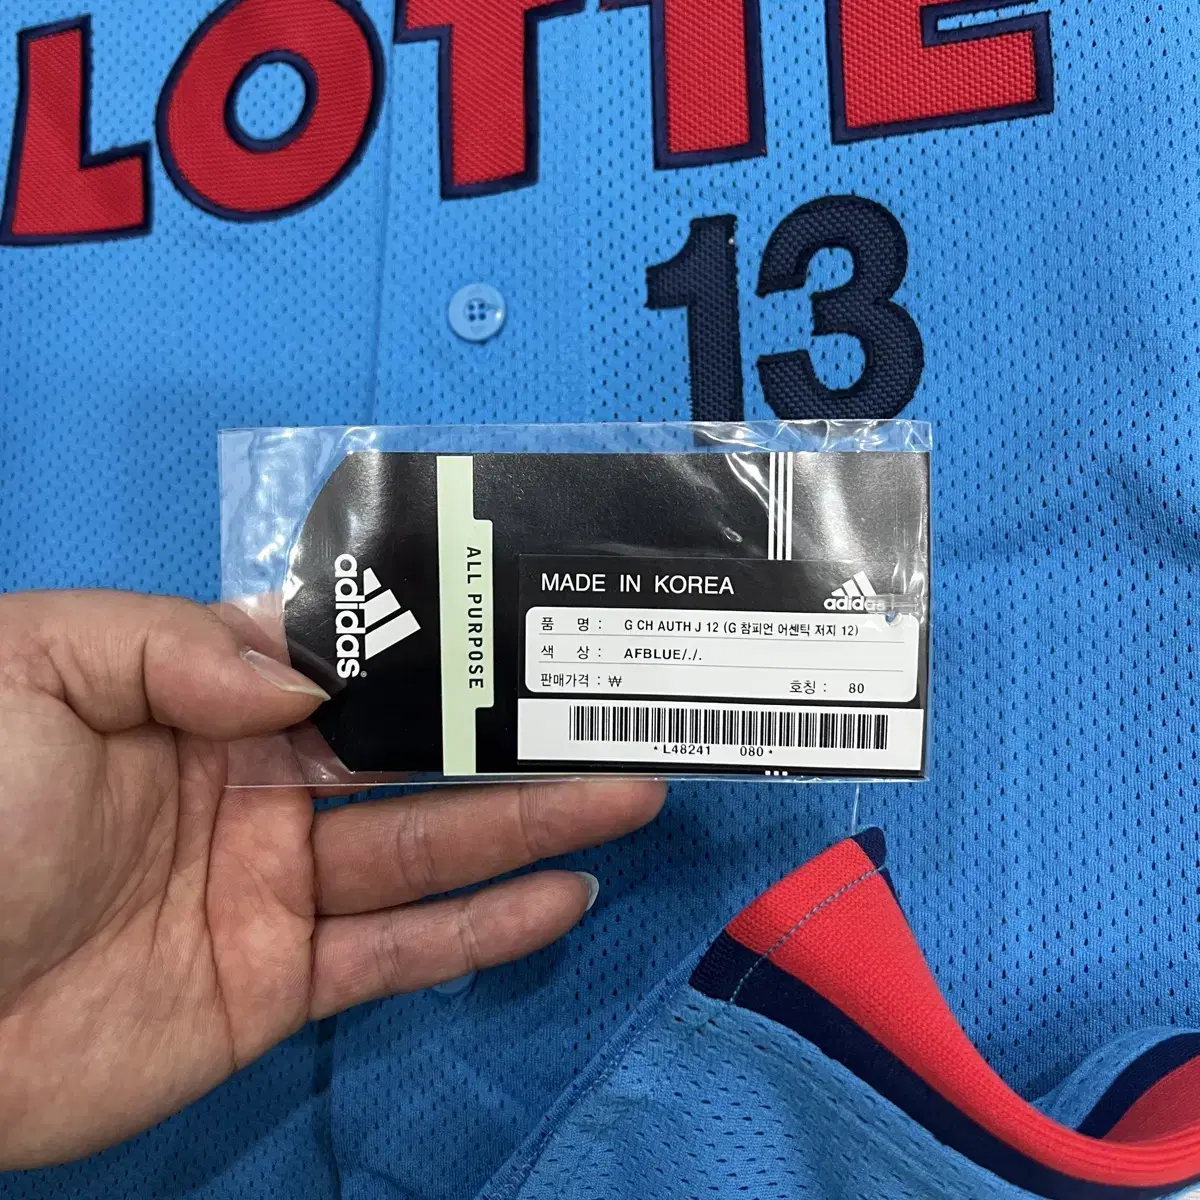 LOTTE
13
adidas®
ALL PURPOSE
MADE IN KOREA
adidas
품 명 : G CH AUTH J 12 (G 참피언 어센틱 저지 12)
색 상 : AFBLUE/./.
판매가격 : ₩ 호칭 : 80
*L48241 080*